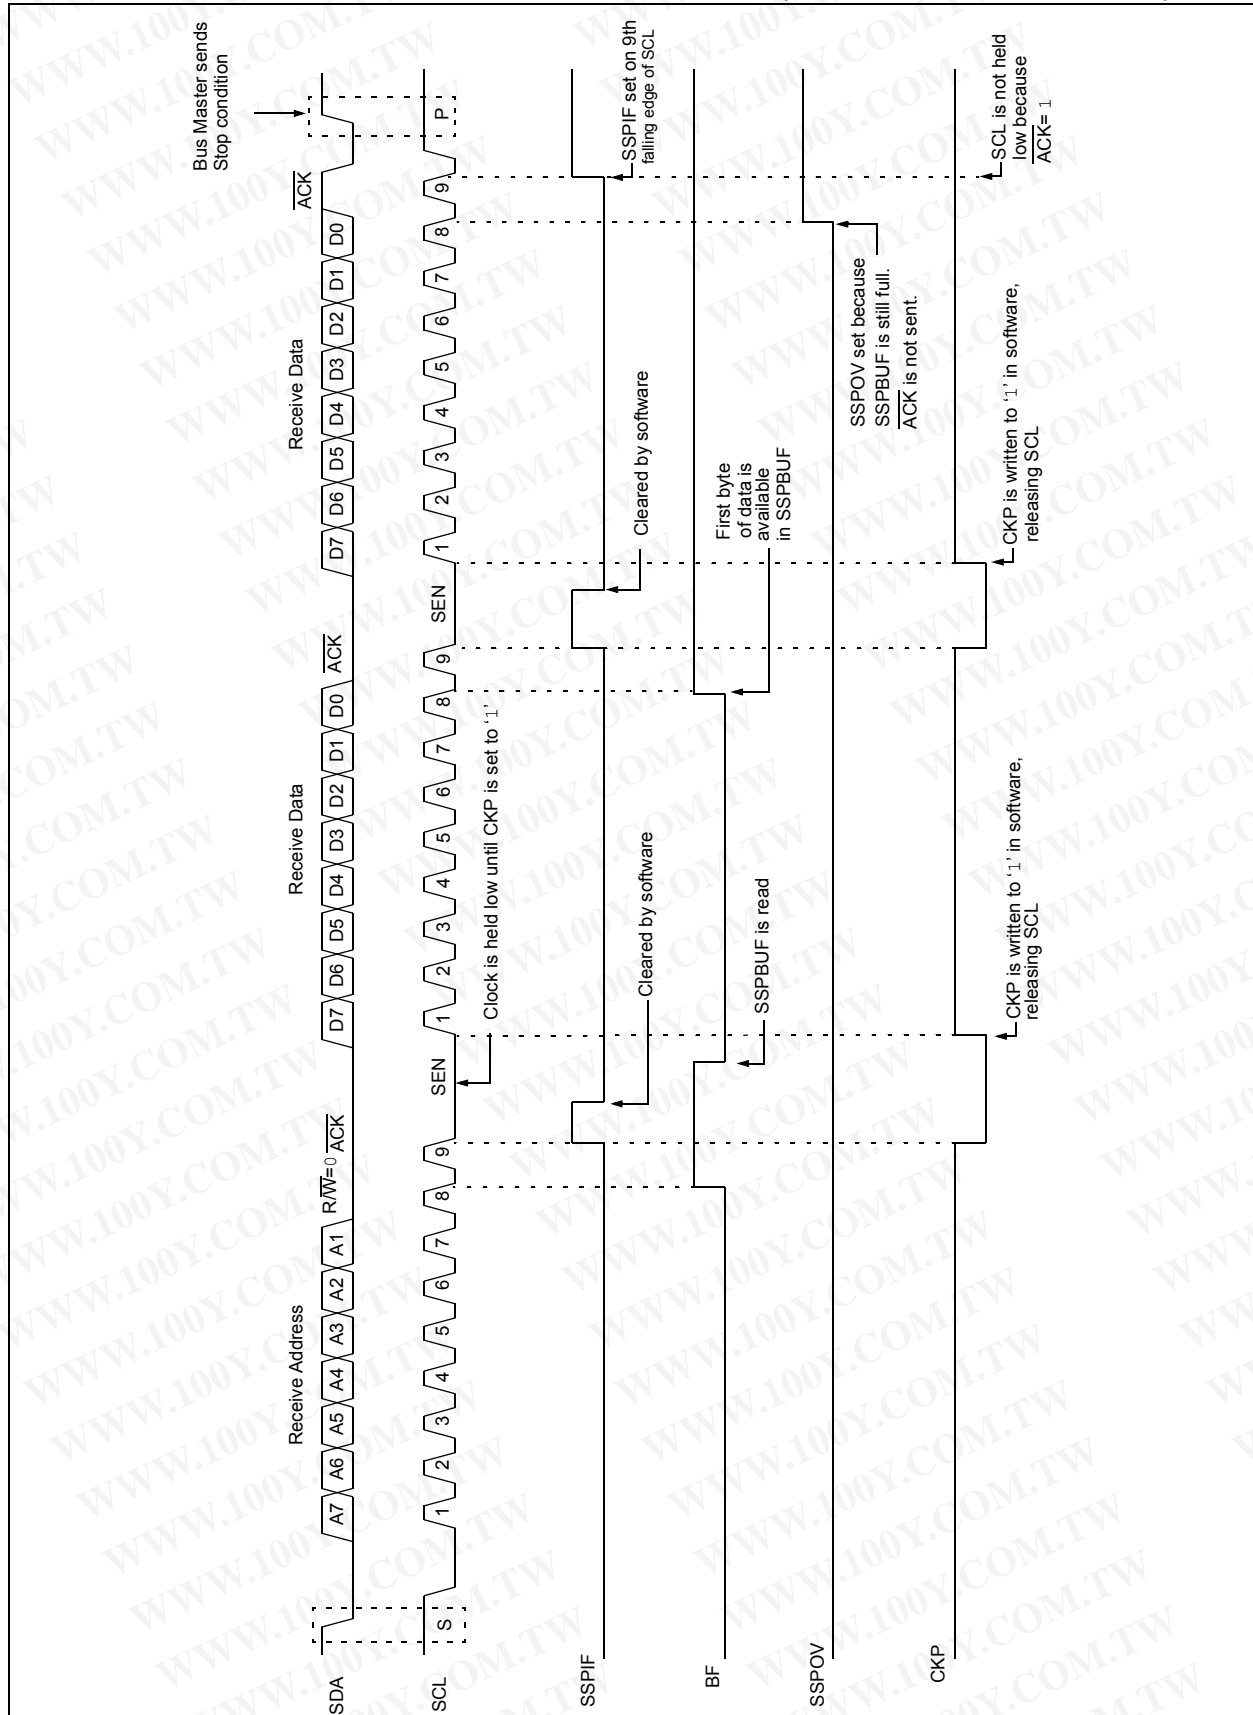 Bus Master sends
Stop condition
Receive Address
Receive Data
Receive Data
SDA
A7 A6 A5 A4 A3 A2 A1
R/W=0 ACK
D7 D6 D5 D4 D3 D2 D1 D0
ACK
D7 D6 D5 D4 D3 D2 D1 D0
ACK
SCL
S
1 2 3 4 5 6 7 8 9
SEN
1 2 3 4 5 6 7 8 9
SEN
1 2 3 4 5 6 7 8 9
P
Clock is held low until CKP is set to ‘1’
SSPIF
Cleared by software
Cleared by software
SSPIF set on 9th
falling edge of SCL
BF
SSPBUF is read
First byte
of data is
available
in SSPBUF
SSPOV
SSPOV set because
SSPBUF is still full.
ACK is not sent.
CKP
CKP is written to ‘1’ in software,
releasing SCL
CKP is written to ‘1’ in software,
releasing SCL
SCL is not held
low because
ACK= 1
WWW.100Y.COM.TW